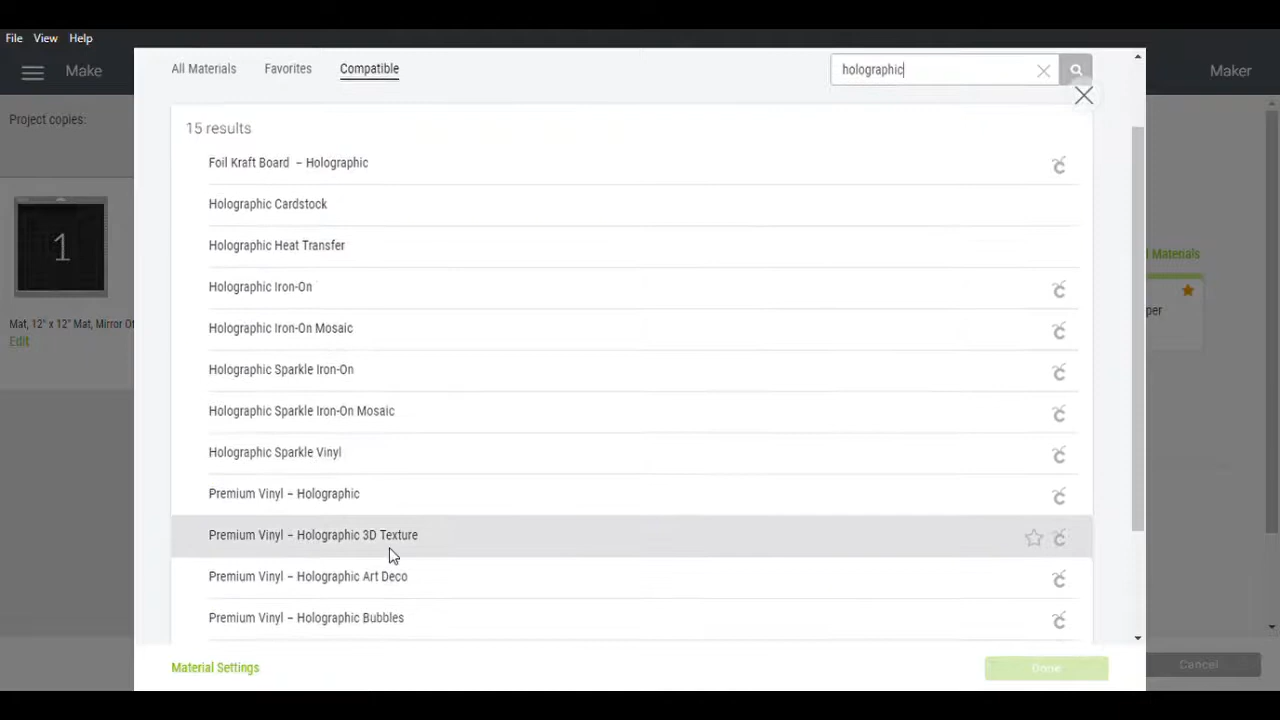 File View Help
Make
Maker
All Materials Favorites Compatible
holographic
Project copies:
15 results
Foil Kraft Board – Holographic
Holographic Cardstock
Holographic Heat Transfer
Holographic Iron-On
Holographic Iron-On Mosaic
Holographic Sparkle Iron-On
Holographic Sparkle Iron-On Mosaic
Holographic Sparkle Vinyl
Premium Vinyl – Holographic
Premium Vinyl – Holographic 3D Texture
Premium Vinyl – Holographic Art Deco
Premium Vinyl – Holographic Bubbles
1
Mat, 12" x 12" Mat, Mirror Of
Edit
Materials
per
Material Settings
Done
Cancel